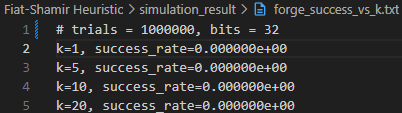 Fiat-Shamir Heuristic > simulation_result > forge_success_vs_k.txt
1 # trials = 1000000, bits = 32
2 k=1, success_rate=0.000000e+00
3 k=5, success_rate=0.000000e+00
4 k=10, success_rate=0.000000e+00
5 k=20, success_rate=0.000000e+00